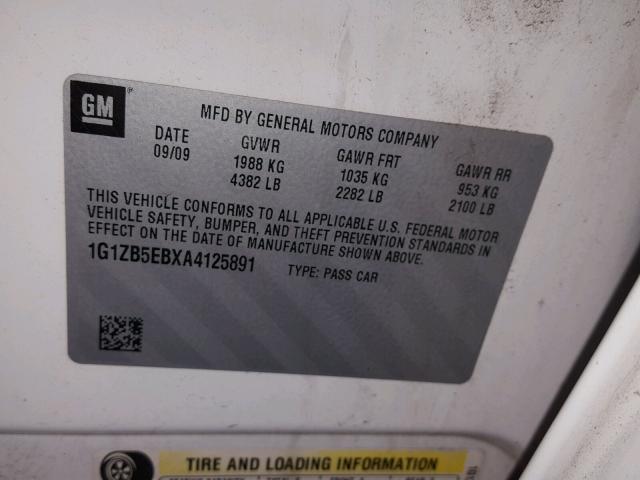 GM
MFD BY GENERAL MOTORS COMPANY
DATE GVWR GAWR FRT GAWR RR
09/09 1988 KG 1035 KG 953 KG
4382 LB 2282 LB 2100 LB
THIS VEHICLE CONFORMS TO ALL APPLICABLE U.S. FEDERAL MOTOR
VEHICLE SAFETY, BUMPER, AND THEFT PREVENTION STANDARDS IN
EFFECT ON THE DATE OF MANUFACTURE SHOWN ABOVE.
1G1ZB5EBXA4125891 TYPE: PASS CAR
TIRE AND LOADING INFORMATION